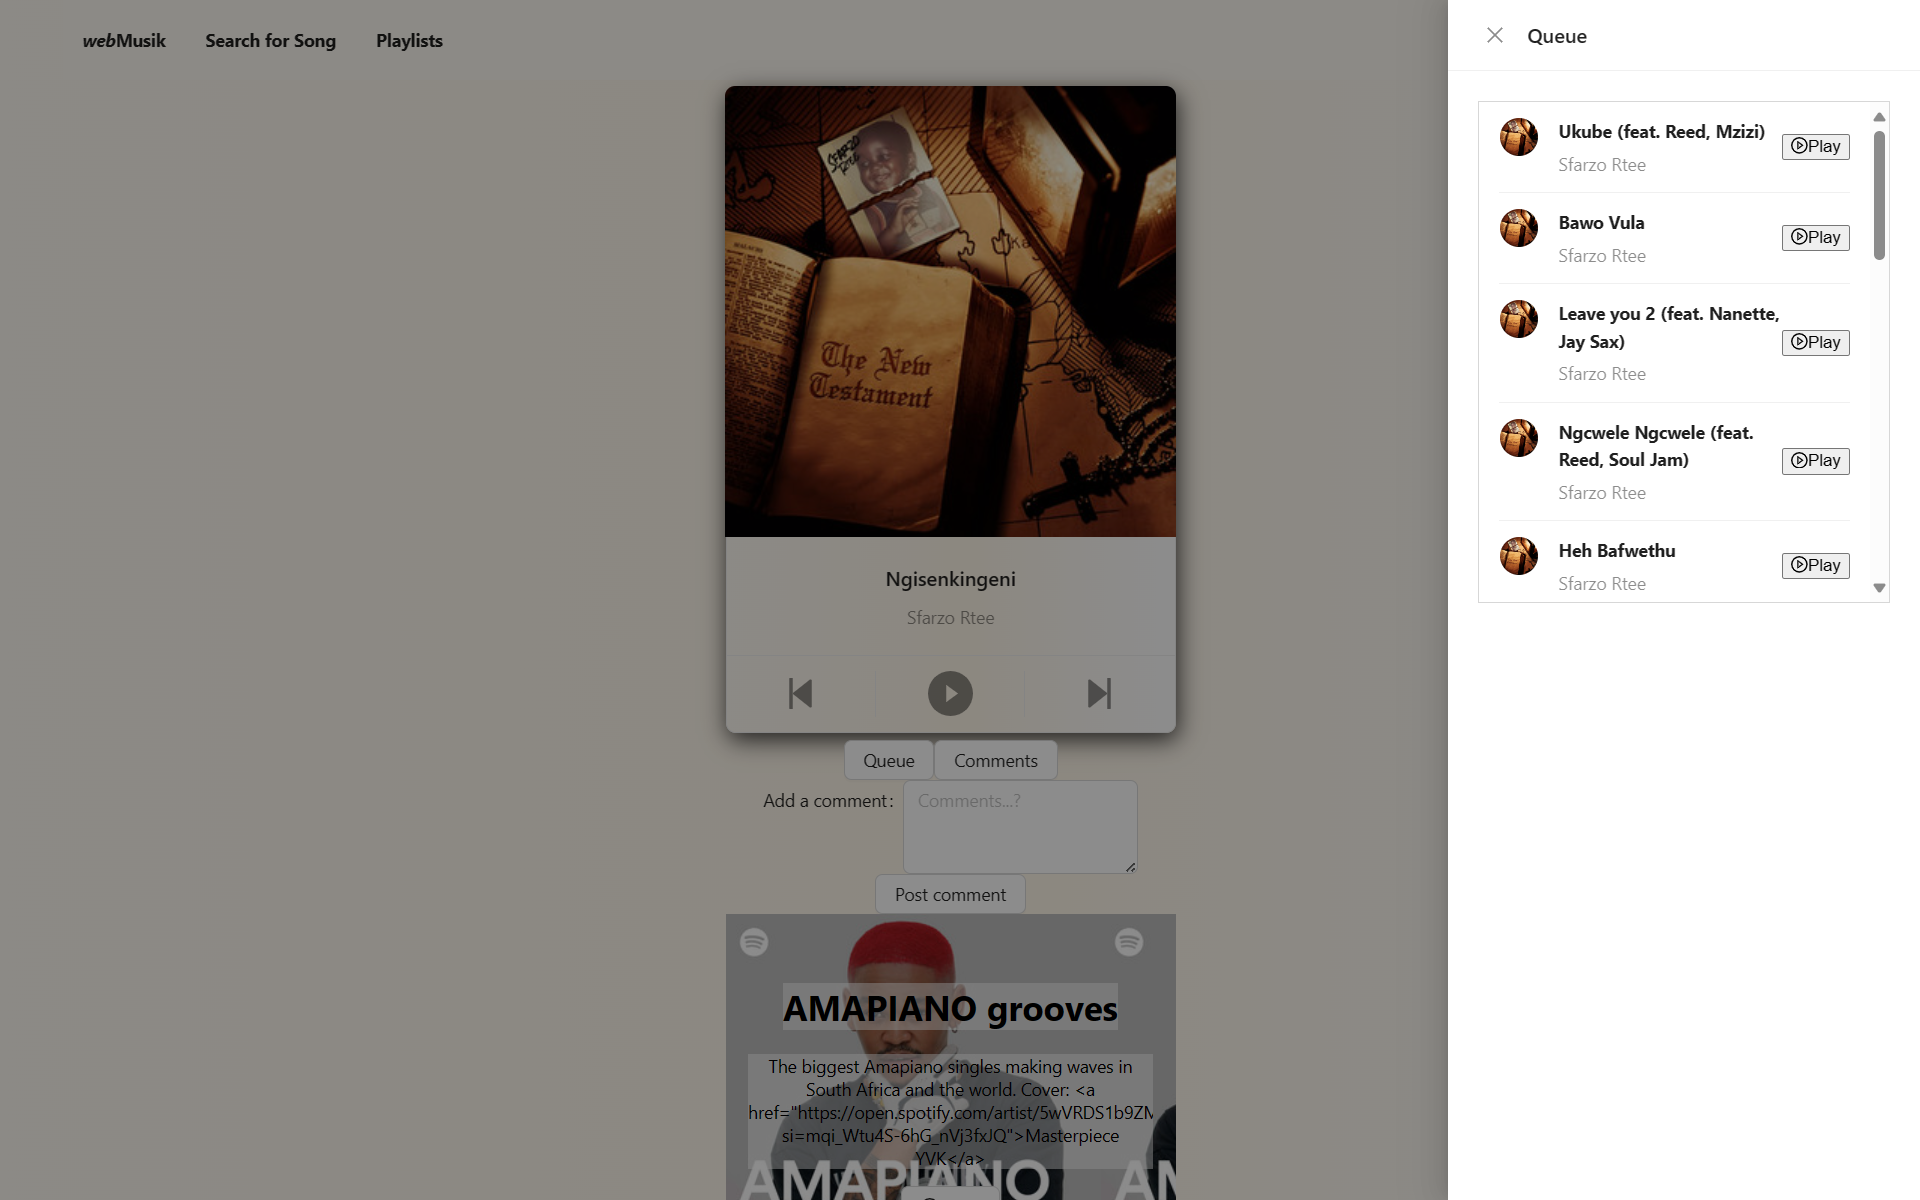 webMusik Search for Song Playlists
SFARZO
RTEE
Ka
The New
Testament
Ngisenkingeni
Sfarzo Rtee
Queue Comments
Add a comment: Comments...?
Post comment
AMAPIANO grooves
The biggest Amapiano singles making waves in
South Africa and the world. Cover: <a
href="https://open.spotify.com/artist/5wVRDS1b9ZM
si=mqi_Wtu4S-6hG_nVj3fxJQ">Masterpiece
YVK</a>
AMAPIANO AM
Queue
Ukube (feat. Reed, Mzizi)
Sfarzo Rtee
Play
Bawo Vula
Sfarzo Rtee
Play
Leave you 2 (feat. Nanette,
Jay Sax)
Sfarzo Rtee
Play
Ngcwele Ngcwele (feat.
Reed, Soul Jam)
Sfarzo Rtee
Play
Heh Bafwethu
Sfarzo Rtee
Play